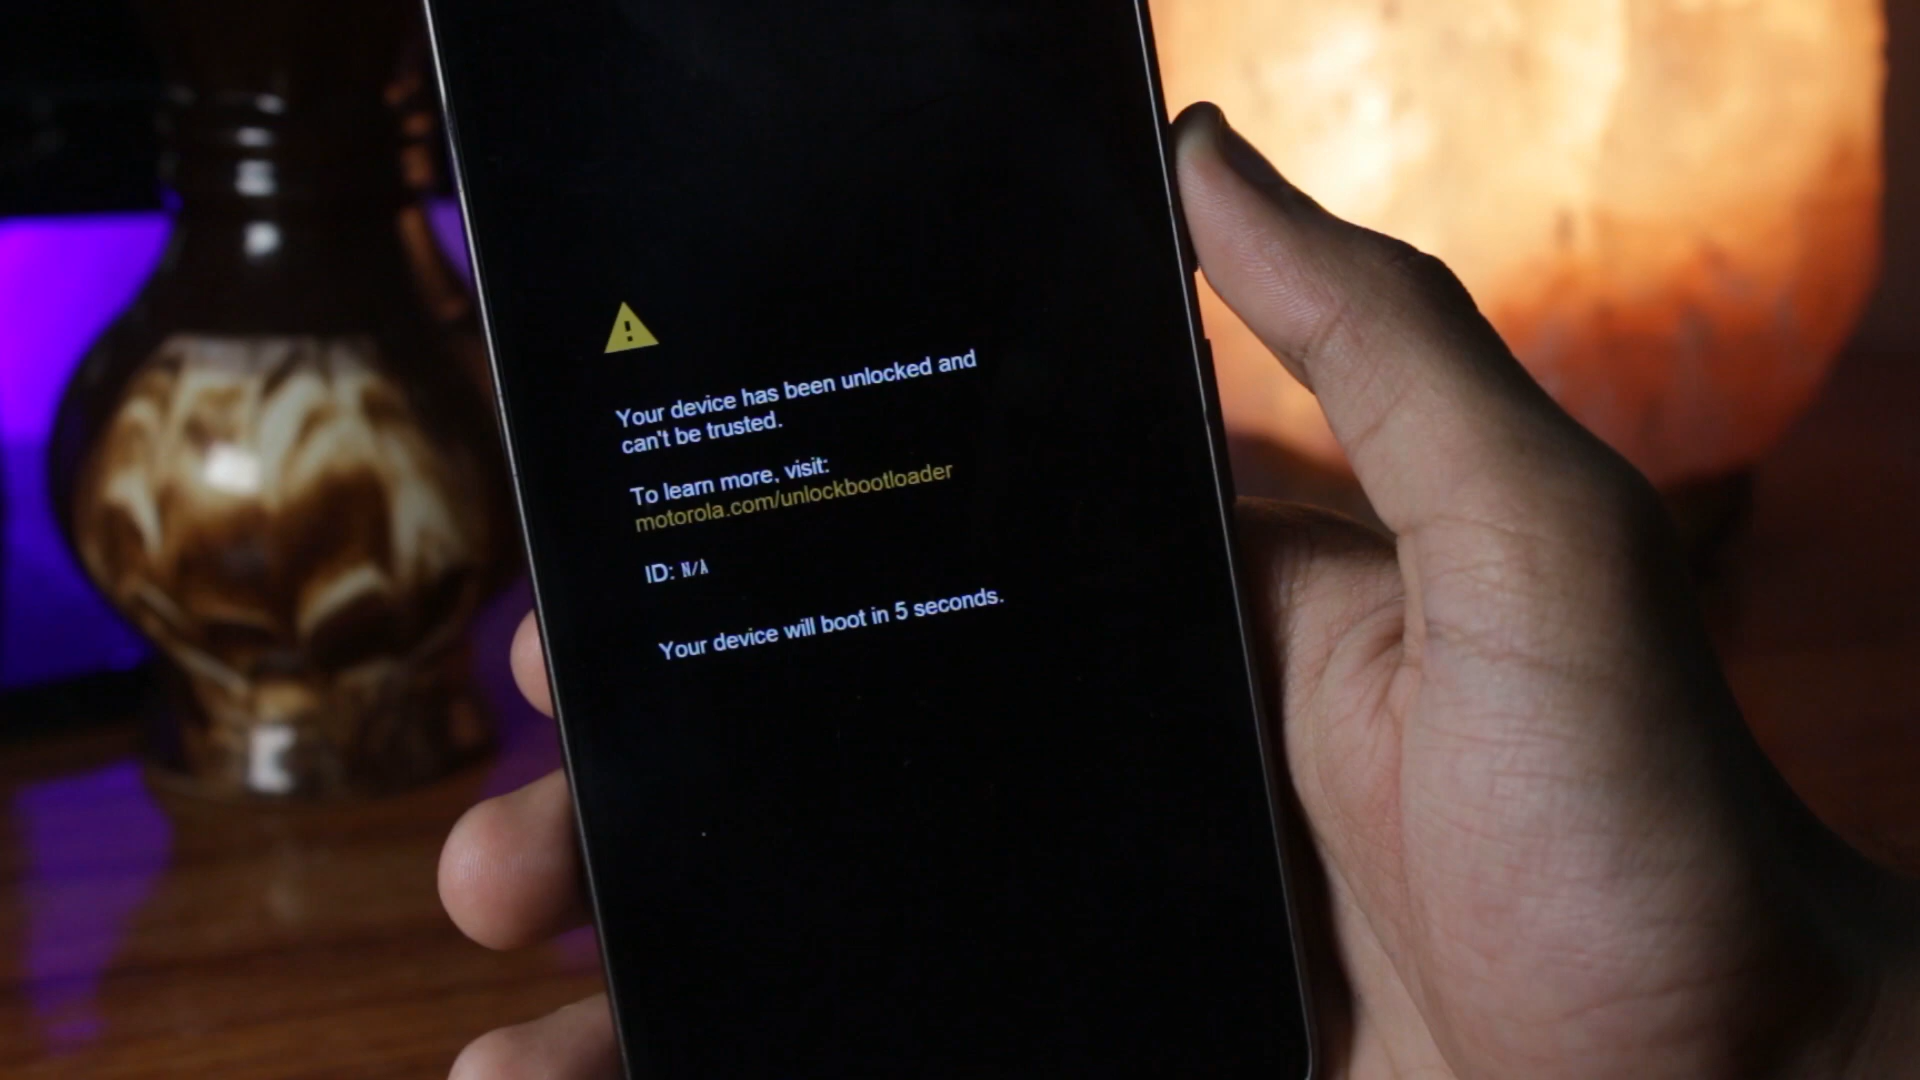 Your device has been unlocked and
can't be trusted.
To learn more, visit:
motorola.com/unlockbootloader
ID: N/A
Your device will boot in 5 seconds.